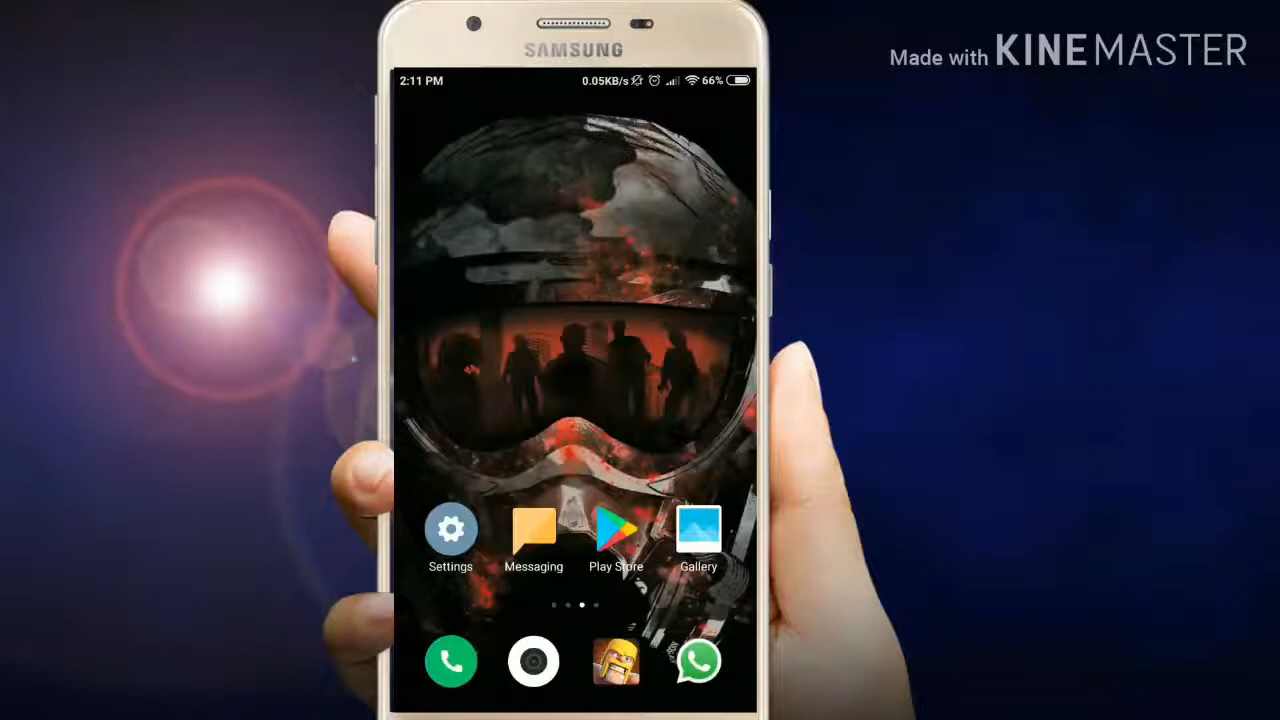 Made with KINEMASTER
SAMSUNG
2:11 PM 0.05KB/s 66%
Settings Messaging Play Store Gallery